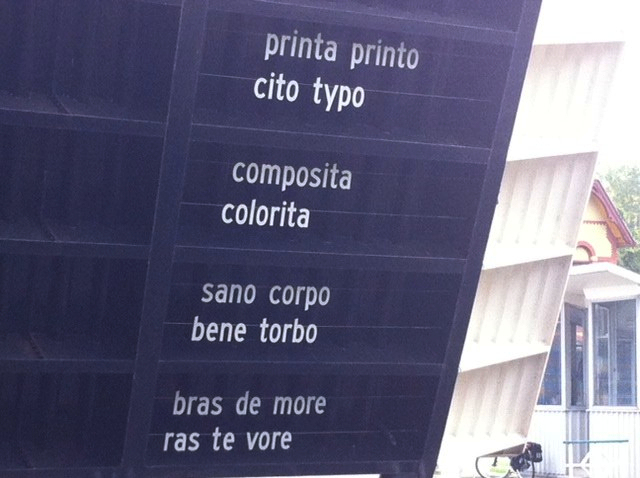 printa printo
cito typo
composita
colorita
sano corpo
bene torbo
bras de more
ras te vore